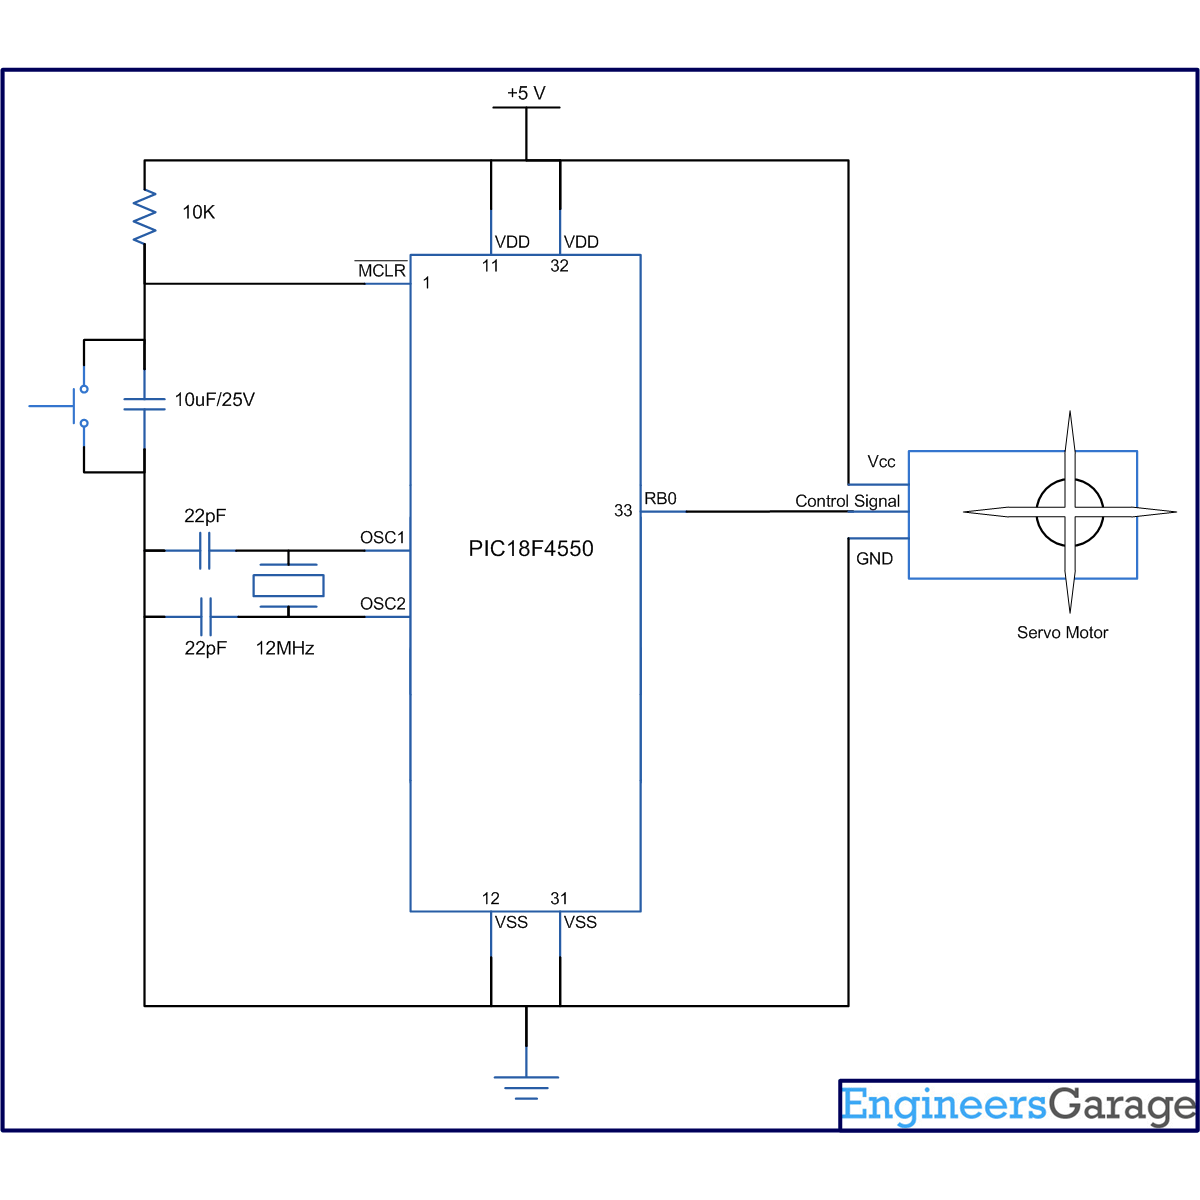 +5 V
10K
VDD
VDD
11
32
MCLR
1
10uF/25V
Vcc
RB0
Control Signal
33
22pF
OSC1
PIC18F4550
GND
OSC2
Servo Motor
22pF
12MHz
12
31
VSS
VSS
EngineersGarage